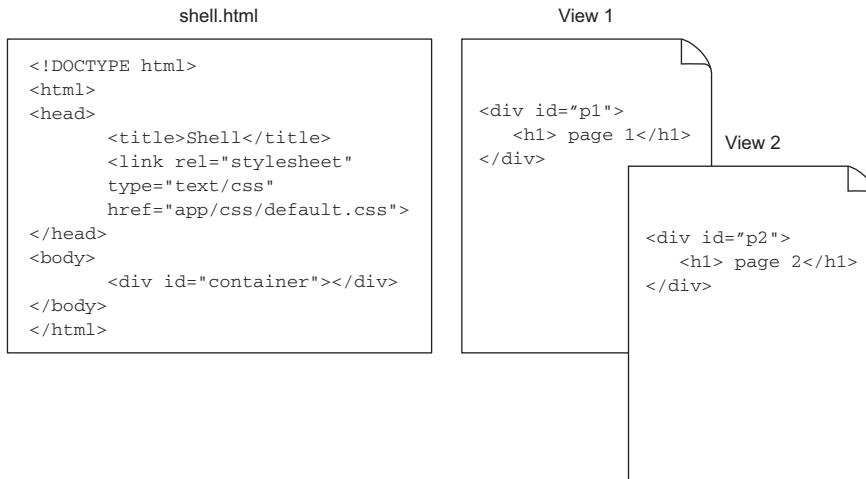 shell.html
<!DOCTYPE html>
<html>
<head>
<title>Shell</title>
<link rel="stylesheet"
type="text/css"
href="app/css/default.css">
</head>
<body>
<div id="container"></div>
</body>
</html>
View 1
<div id=”p1">
<h1> page 1</h1>
</div>
View 2
<div id=”p2">
<h1> page 2</h1>
</div>